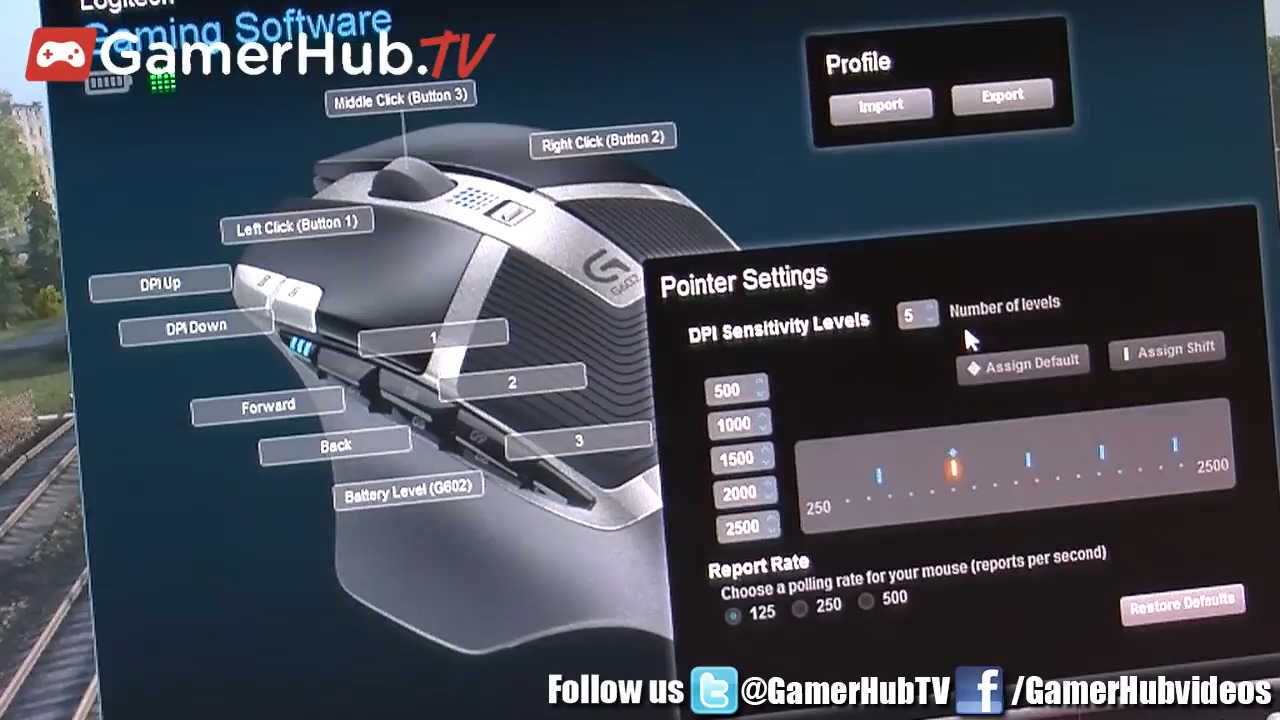 Logitech
Gaming Software
GamerHub.TV
Profile
Import
Export
Middle Click (Button 3)
Right Click (Button 2)
Left Click (Button 1)
DPI Up
DPI Down
1
2
3
Forward
Back
Battery Level (G602)
G602
Pointer Settings
DPI Sensitivity Levels
5
Number of levels
Assign Default
Assign Shift
500
1000
1500
2000
2500
250
2500
Report Rate
Choose a polling rate for your mouse (reports per second)
125
250
500
Restore Defaults
Follow us @GamerHubTV /GamerHubvideos